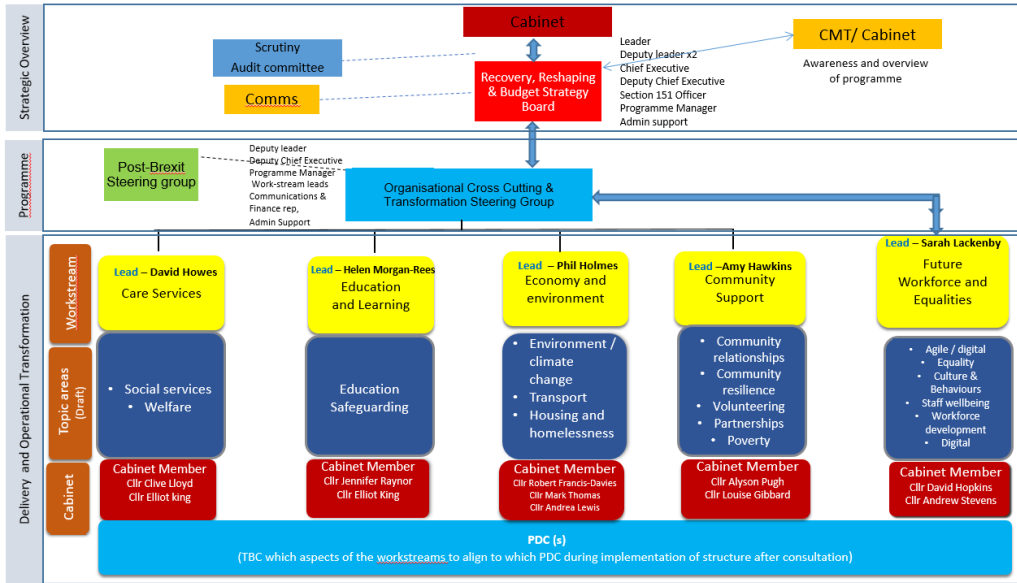 Strategic Overview
Cabinet
Scrutiny
Audit committee
Comms
Recovery, Reshaping
& Budget Strategy
Board
Leader
Deputy leader x2
Chief Executive
Deputy Chief Executive
Section 151 Officer
Programme Manager
Admin support
CMT/ Cabinet
Awareness and overview
of programme
Programme
Post-Brexit
Steering group
Deputy leader
Deputy Chief Executive
Programme Manager
Work-stream leads
Communications &
Finance rep,
Admin Support
Organisational Cross Cutting &
Transformation Steering Group
Delivery and Operational Transformation
Workstream
Lead – David Howes
Care Services
Lead – Helen Morgan-Rees
Education
and Learning
Lead – Phil Holmes
Economy and
environment
Lead –Amy Hawkins
Community
Support
Lead – Sarah Lackenby
Future
Workforce and
Equalities
Topic areas
(Draft)
• Social services
• Welfare
Education
Safeguarding
• Environment /
climate
change
• Transport
• Housing and
homelessness
• Community
relationships
• Community
resilience
• Volunteering
• Partnerships
• Poverty
• Agile / digital
• Equality
• Culture &
Behaviours
• Staff wellbeing
• Workforce
development
• Digital
Cabinet
Cabinet Member
Cllr Clive Lloyd
Cllr Elliot king
Cabinet Member
Cllr Jennifer Raynor
Cllr Elliot King
Cabinet Member
Cllr Robert Francis-Davies
Cllr Mark Thomas
Cllr Andrea Lewis
Cabinet Member
Cllr Alyson Pugh
Cllr Louise Gibbard
Cabinet Member
Cllr David Hopkins
Cllr Andrew Stevens
PDC (s)
(TBC which aspects of the workstreams to align to which PDC during implementation of structure after consultation)